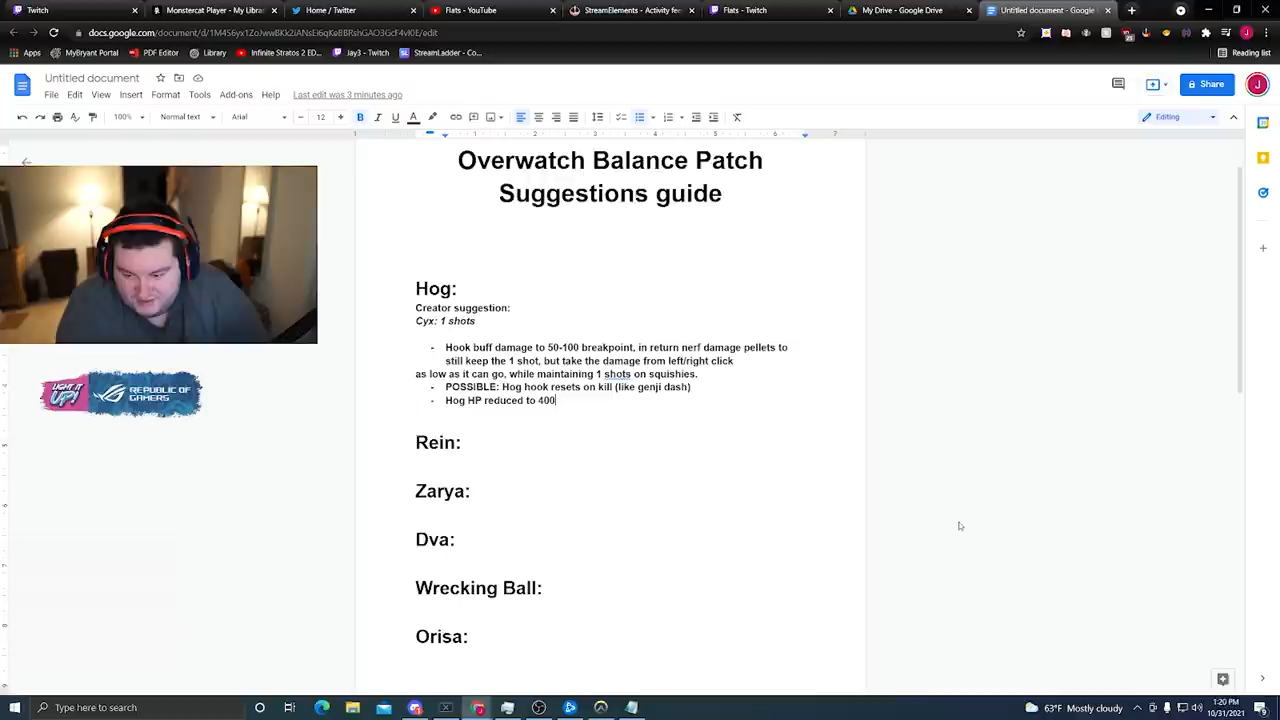 Twitch
Monstercat Player - My Librar
Home / Twitter
Flats - YouTube
StreamElements - Activity fee
Flats - Twitch
My Drive - Google Drive
Untitled document - Google
docs.google.com/document/d/
Apps
MyBryant Portal
PDF Editor
Library
Infinite Stratos 2 ED...
Jay3 - Twitch
StreamLadder - Co...
Reading list
Untitled document
File Edit View Insert Format Tools Add-ons Help Last edit was 3 minutes ago
Share
100%
Normal text
Arial
12
Editing
Overwatch Balance Patch
Suggestions guide
Hog:
Creator suggestion:
Cyx: 1 shots
- Hook buff damage to 50-100 breakpoint, in return nerf damage pellets to
still keep the 1 shot, but take the damage from left/right click
as low as it can go, while maintaining 1 shots on squishies.
- POSSIBLE: Hog hook resets on kill (like genji dash)
- Hog HP reduced to 400
LIGHT IT UP!
REPUBLIC OF
GAMERS
Rein:
Zarya:
Dva:
Wrecking Ball:
Orisa:
Type here to search
63°F Mostly cloudy
1:20 PM
10/31/2021